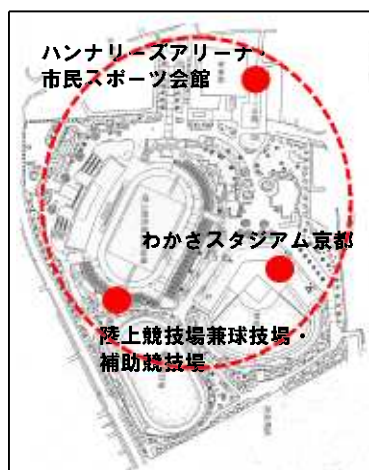 ハンナリーズアリーナ・
市民スポーツ会館
わかさスタジアム京都
陸上競技場兼球技場・
補助競技場